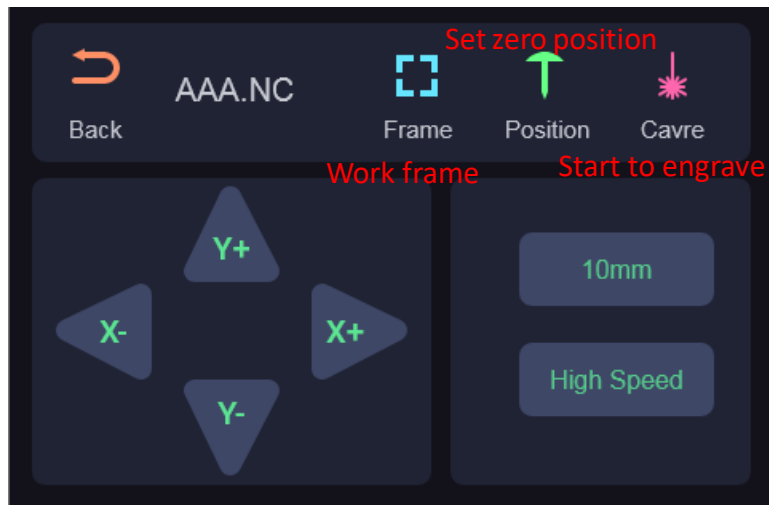 Set zero position
AAA.NC
Back
Frame
Position
Cavre
Work frame
Start to engrave
Y+
X-
X+
Y-
10mm
High Speed